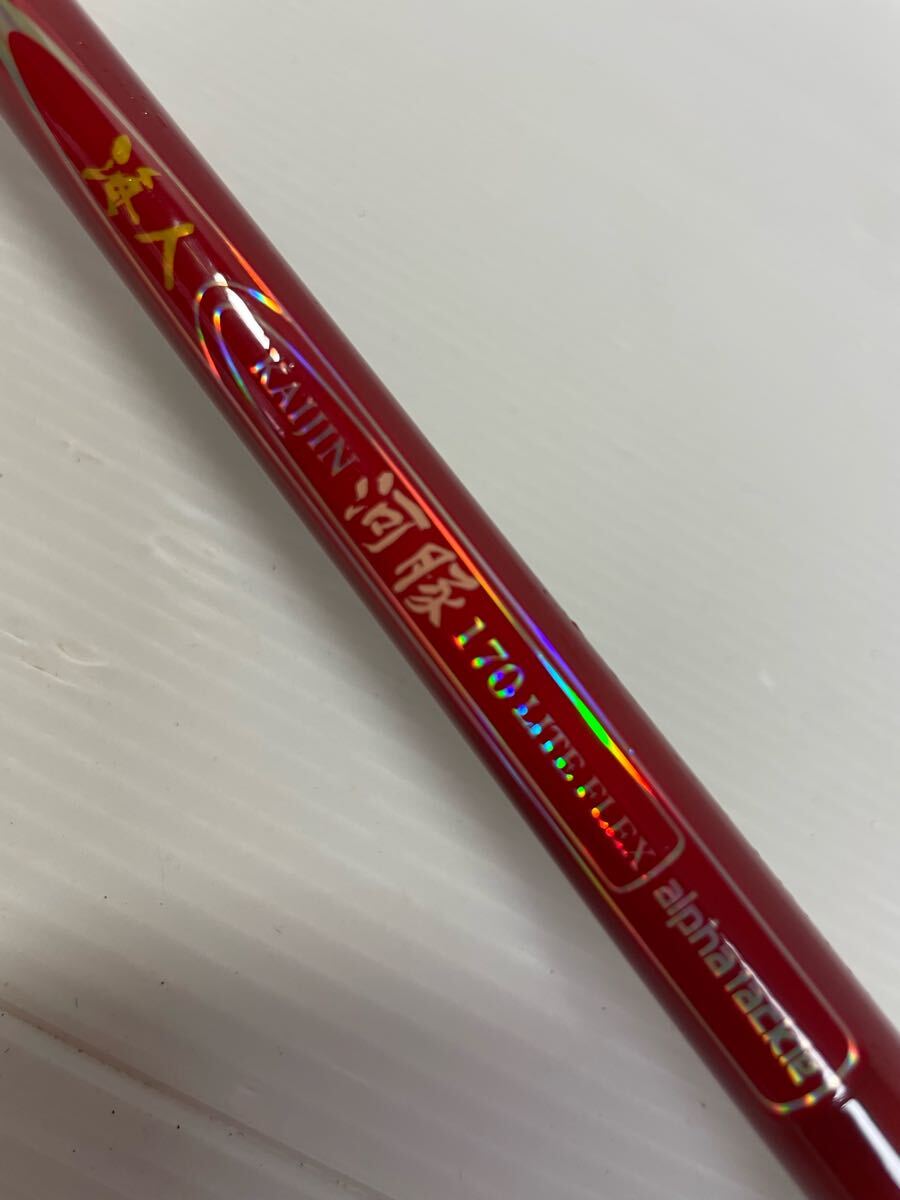 海人
KAIJIN 河豚 170 LITE FLEX
alpha tackle